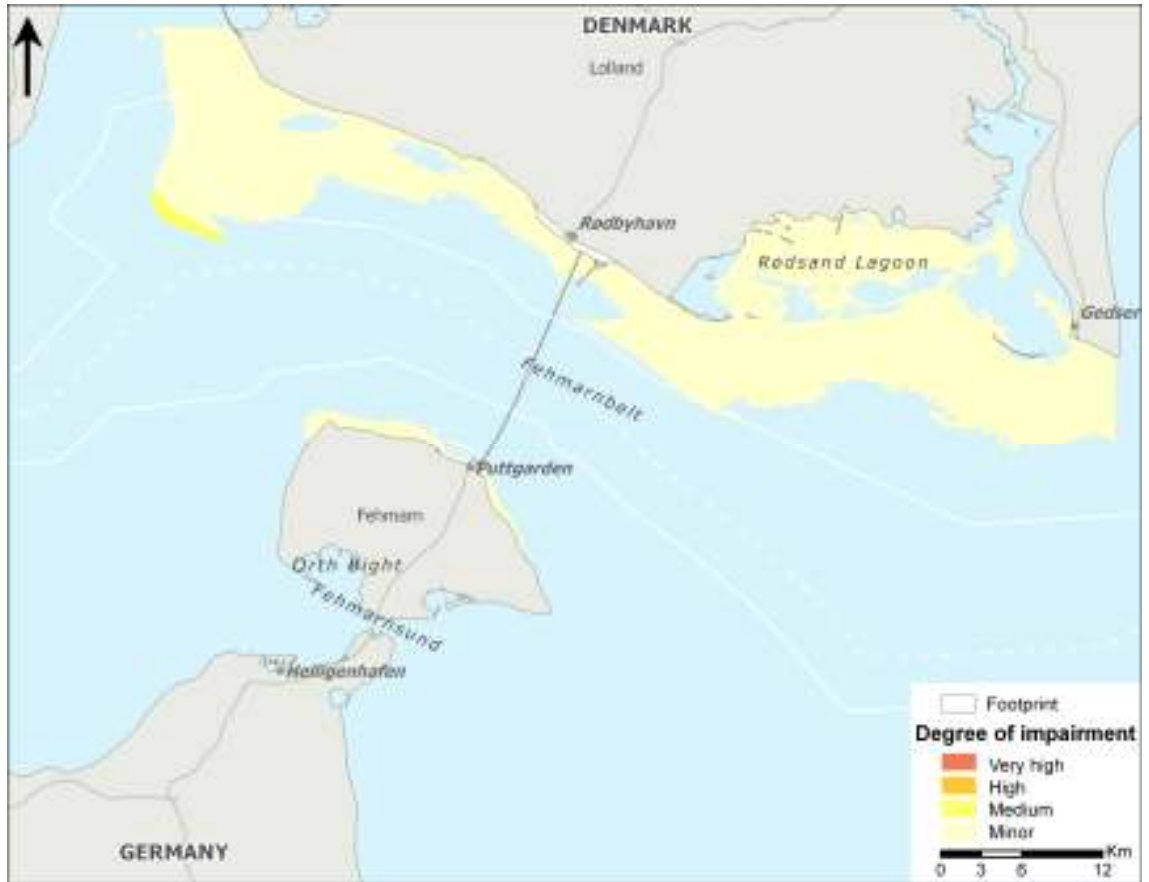 DENMARK
Lolland
Rødbyhavn
Rødsand Lagoon
Gedser
Fehmarnbelt
Puttgarden
Fehmarn
Orth Bight
Fehmarnsund
Heiligenhafen
GERMANY
Footprint
Degree of impairment
Very high
High
Medium
Minor
Km
0 3 6 12